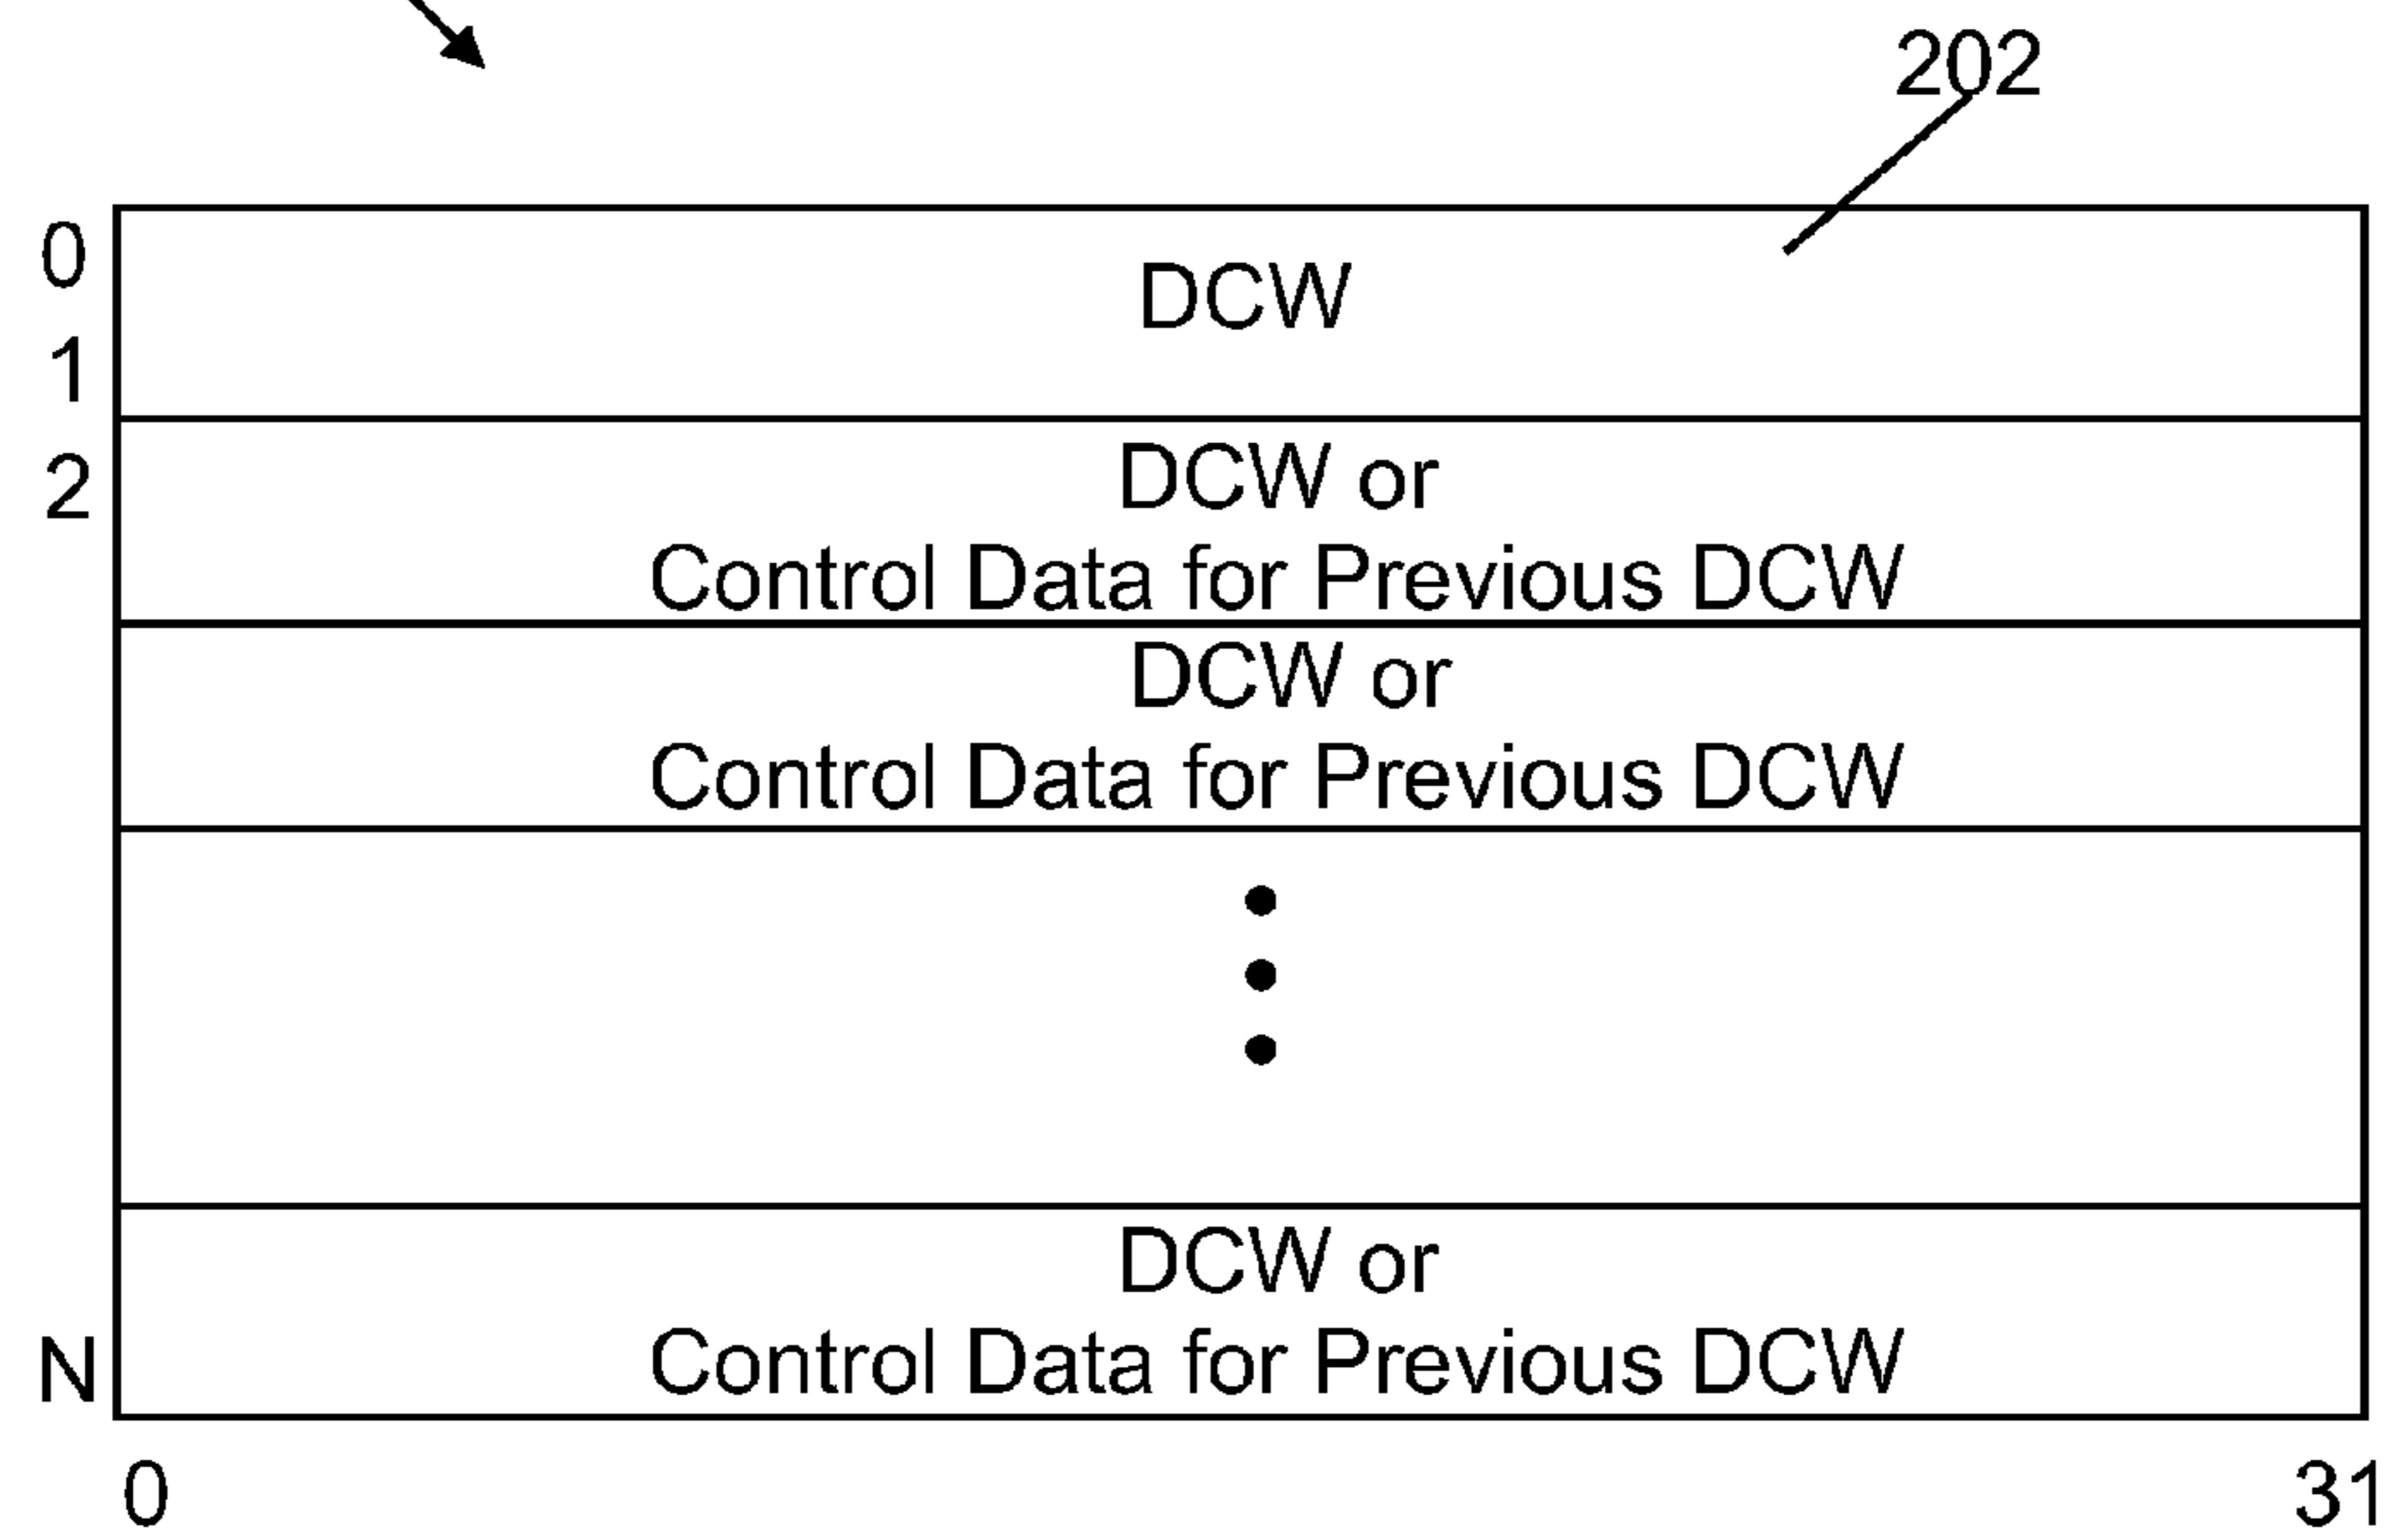 202
0
DCW
1
2
DCW or
Control Data for Previous DCW
DCW or
Control Data for Previous DCW
DCW or
Control Data for Previous DCW
N
0 31